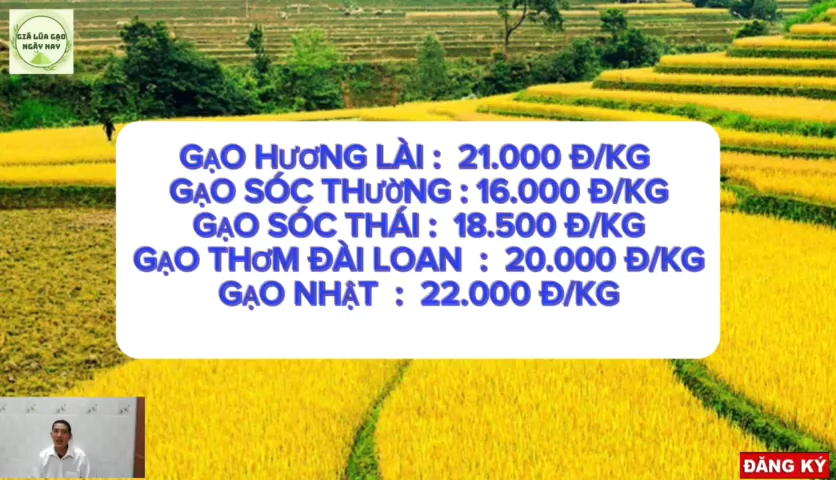 GIÁ LÚA GẠO
NGÀY NAY
GẠO HƯƠNG LÀI : 21.000 Đ/KG
GẠO SÓC THƯỜNG : 16.000 Đ/KG
GẠO SÓC THÁI : 18.500 Đ/KG
GẠO THƠM ĐÀI LOAN : 20.000 Đ/KG
GẠO NHẬT : 22.000 Đ/KG
ĐĂNG KÝ